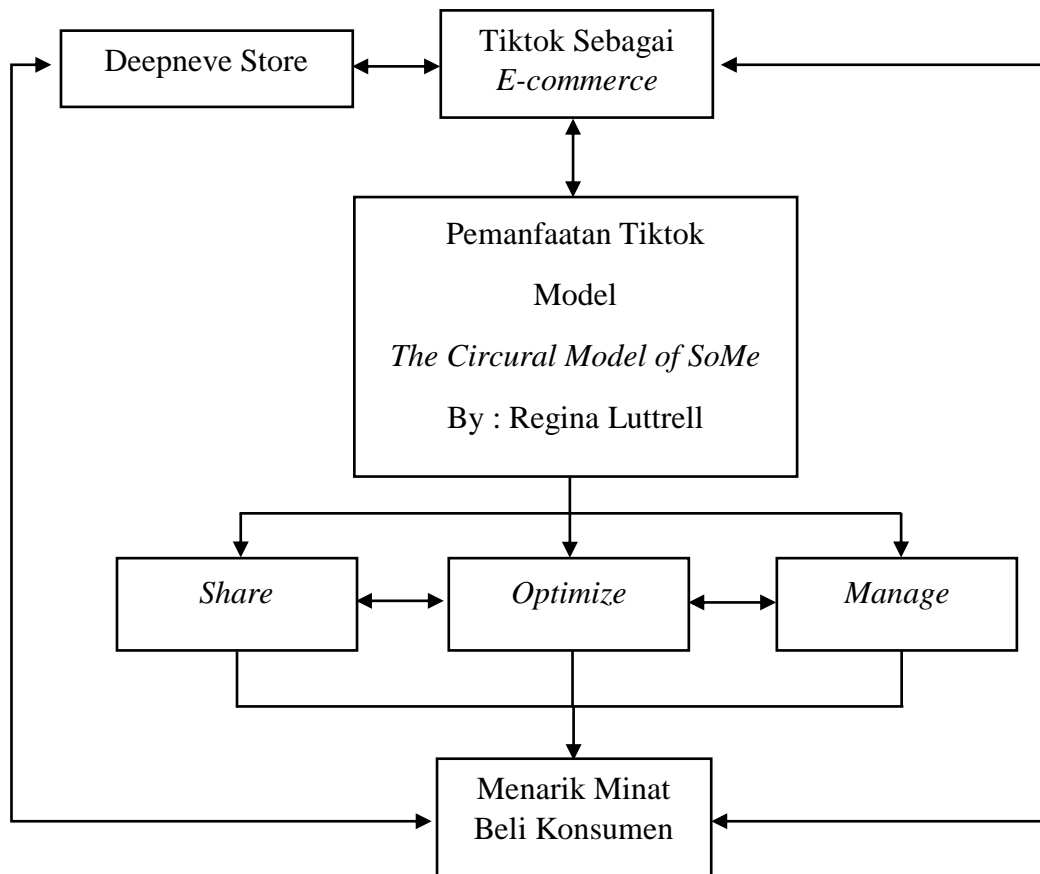 Deepneve Store
Tiktok Sebagai
E-commerce
Pemanfaatan Tiktok
Model
The Circural Model of SoMe
By : Regina Luttrell
Share
Optimize
Manage
Menarik Minat
Beli Konsumen